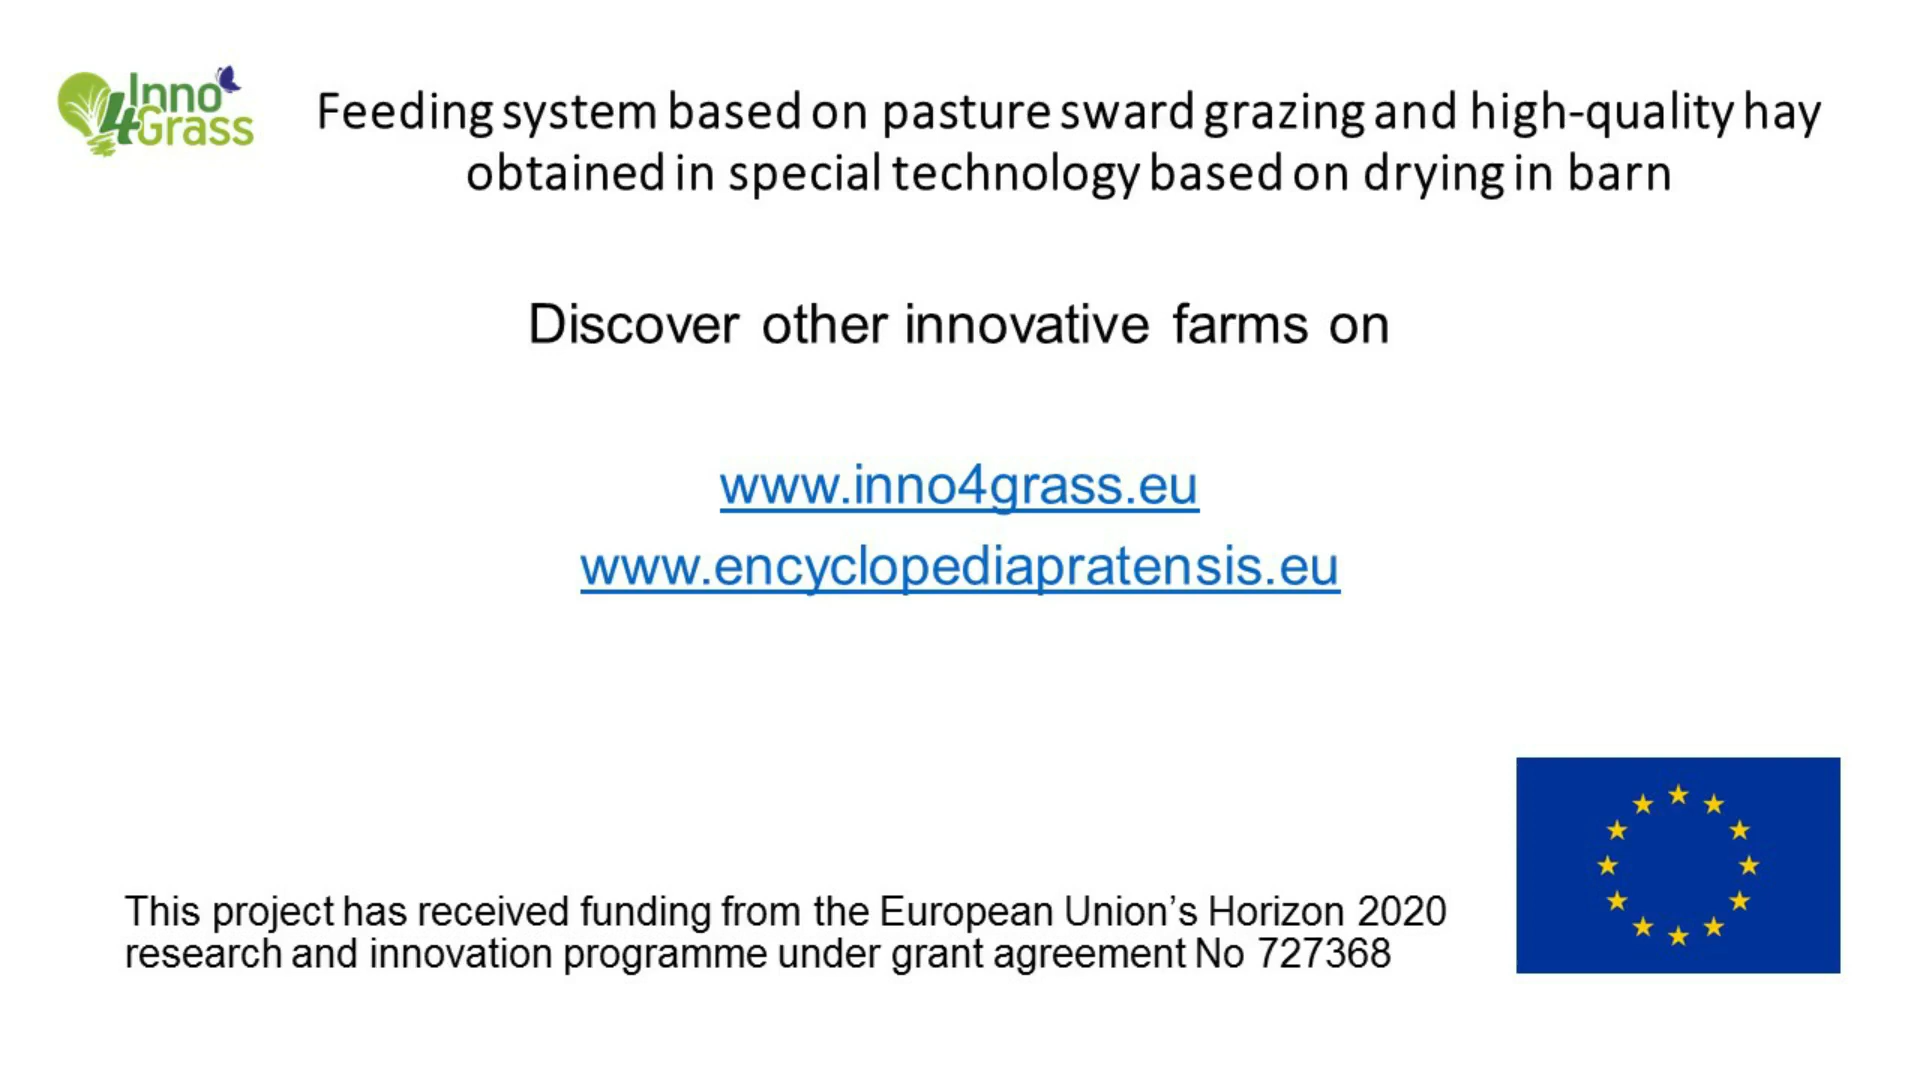 Inno
4Grass
Feeding system based on pasture sward grazing and high-quality hay
obtained in special technology based on drying in barn
Discover other innovative farms on
www.inno4grass.eu
www.encyclopediapratensis.eu
This project has received funding from the European Union’s Horizon 2020
research and innovation programme under grant agreement No 727368